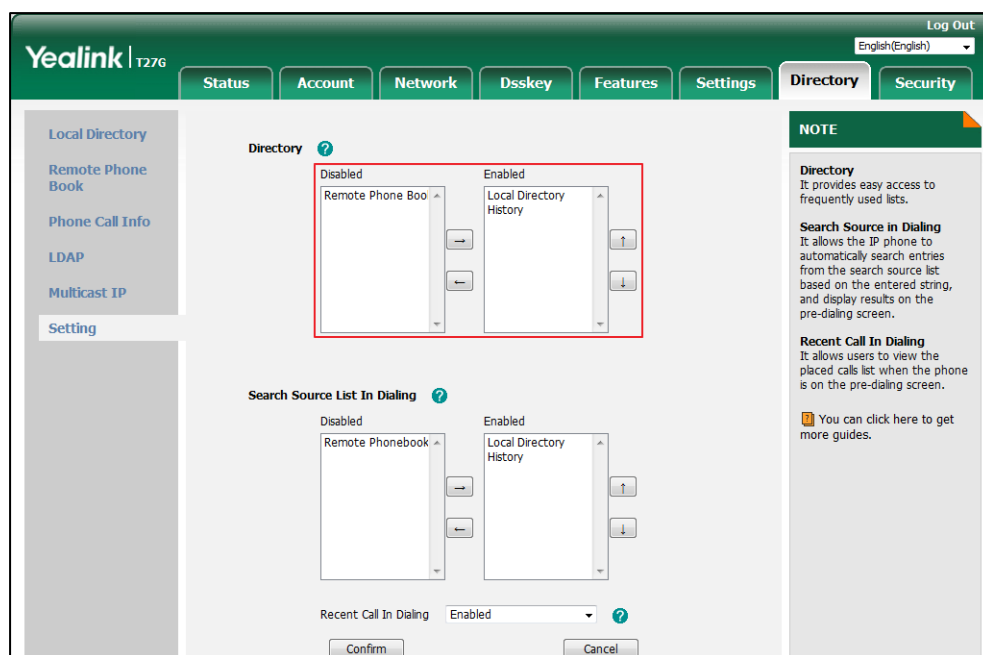 Log Out
English(English)
Yealink T27G
Status Account Network Dsskey Features Settings Directory Security
Local Directory
Remote Phone
Book
Phone Call Info
LDAP
Multicast IP
Setting
Directory ?
Disabled Enabled
Remote Phone Boo
Local Directory
History
→ ↑
← ↓
Search Source List In Dialing ?
Disabled Enabled
Remote Phonebook
Local Directory
History
→ ↑
← ↓
Recent Call In Dialing Enabled ?
Confirm Cancel
NOTE
Directory
It provides easy access to
frequently used lists.
Search Source in Dialing
It allows the IP phone to
automatically search entries
from the search source list
based on the entered string,
and display results on the
pre-dialing screen.
Recent Call In Dialing
It allows users to view the
placed calls list when the phone
is on the pre-dialing screen.
? You can click here to get
more guides.